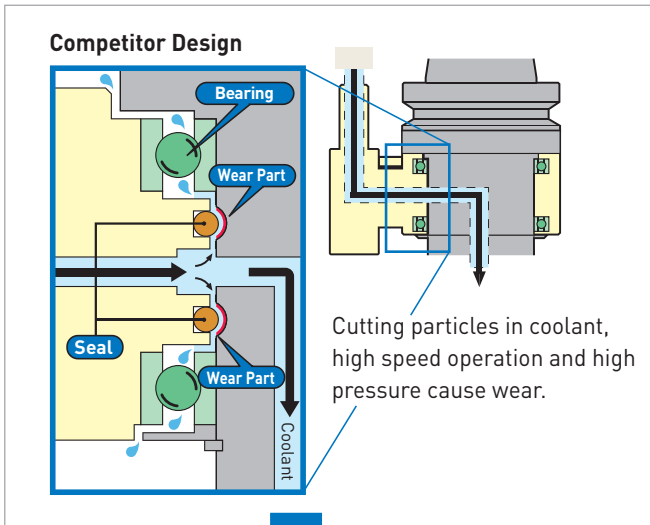 Competitor Design
Bearing
Wear Part
Seal
Wear Part
Coolant
Cutting particles in coolant,
high speed operation and high
pressure cause wear.